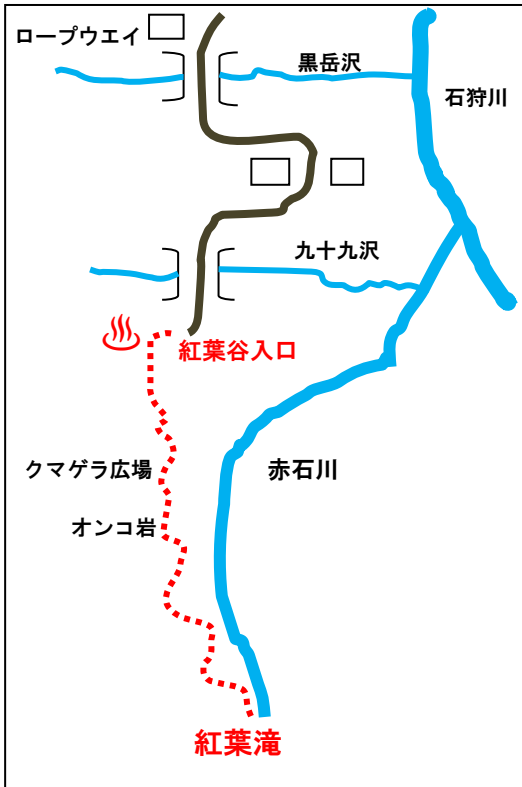 ロープウエイ
黒岳沢
石狩川
九十九沢
紅葉谷入口
クマゲラ広場
赤石川
オンコ岩
紅葉滝